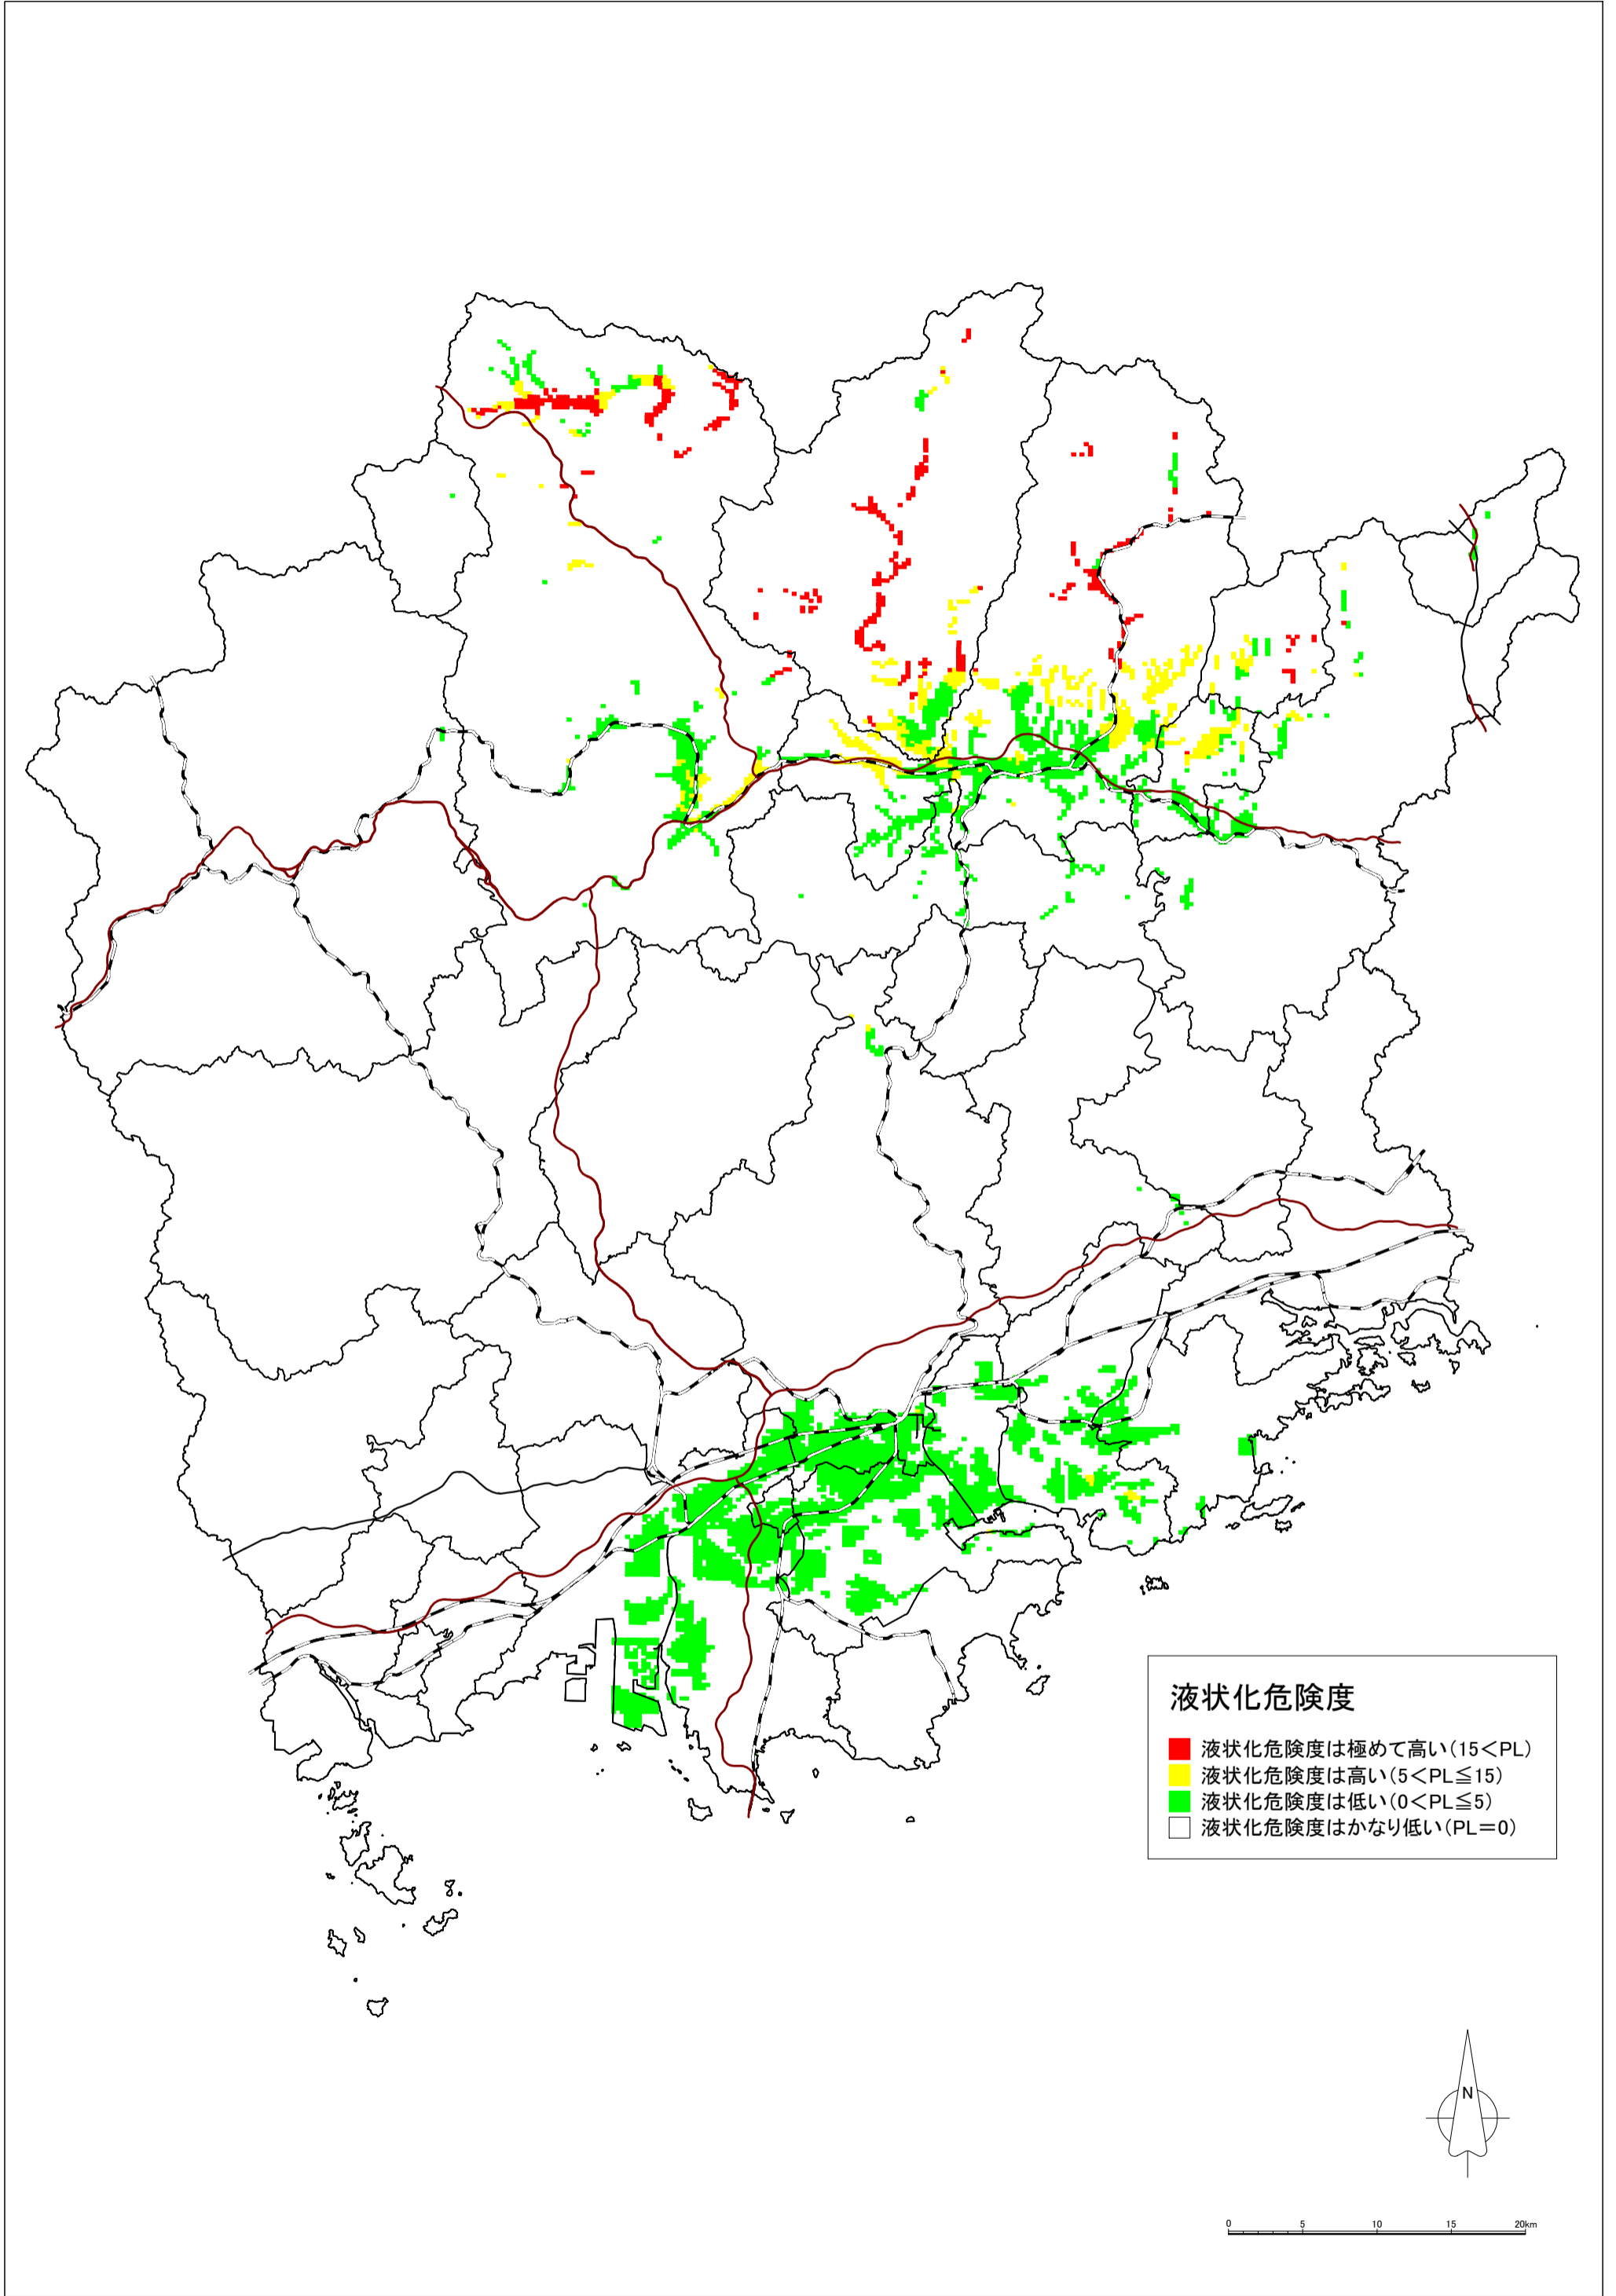 液状化危険度
液状化危険度は極めて高い(15<PL)
液状化危険度は高い(5<PL≦15)
液状化危険度は低い(0<PL≦5)
液状化危険度はかなり低い(PL=0)
N
0 5 10 15 20km